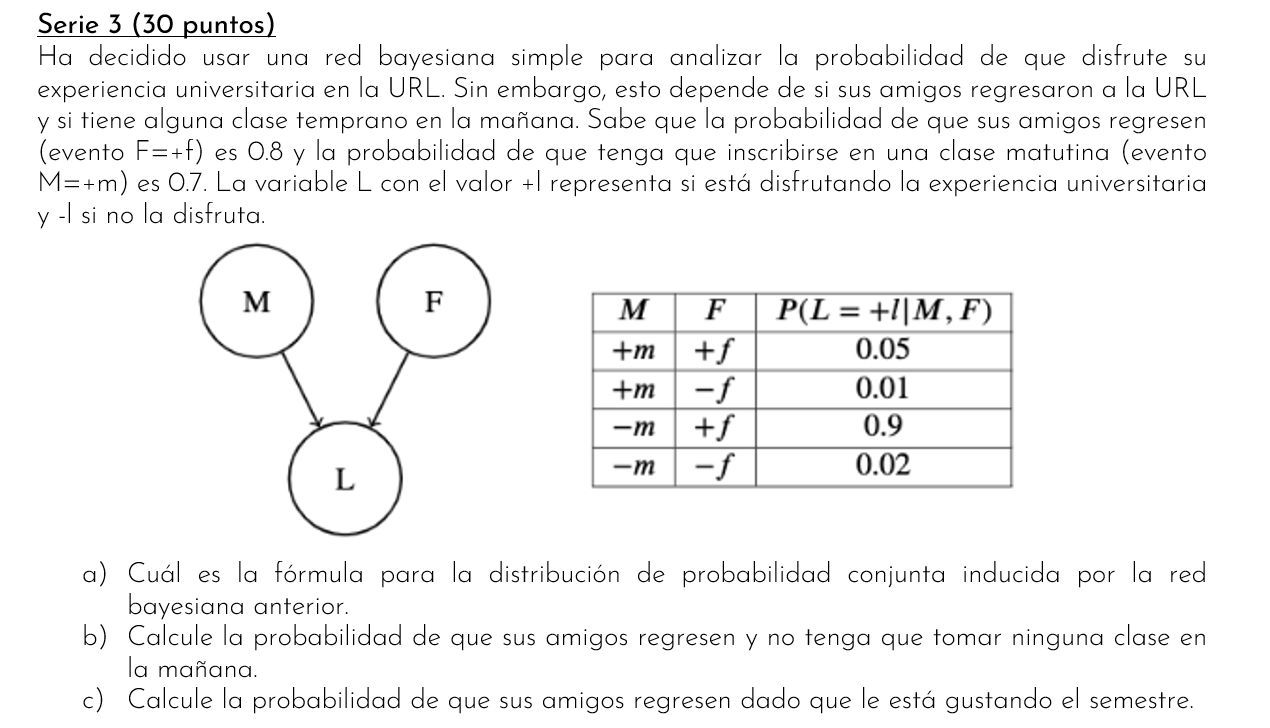 Serie 3 (30 puntos)
Ha decidido usar una red bayesiana simple para analizar la probabilidad de que disfrute su
experiencia universitaria en la URL. Sin embargo, esto depende de si sus amigos regresaron a la URL
y si tiene alguna clase temprano en la mañana. Sabe que la probabilidad de que sus amigos regresen
(evento F=+f) es 0.8 y la probabilidad de que tenga que inscribirse en una clase matutina (evento
M=+m) es 0.7. La variable L con el valor +l representa si está disfrutando la experiencia universitaria
y -l si no la disfruta.
M F
L
M F P(L = +l|M, F)
+m +f 0.05
+m −f 0.01
−m +f 0.9
−m −f 0.02
a) Cuál es la fórmula para la distribución de probabilidad conjunta inducida por la red
bayesiana anterior.
b) Calcule la probabilidad de que sus amigos regresen y no tenga que tomar ninguna clase en
la mañana.
c) Calcule la probabilidad de que sus amigos regresen dado que le está gustando el semestre.